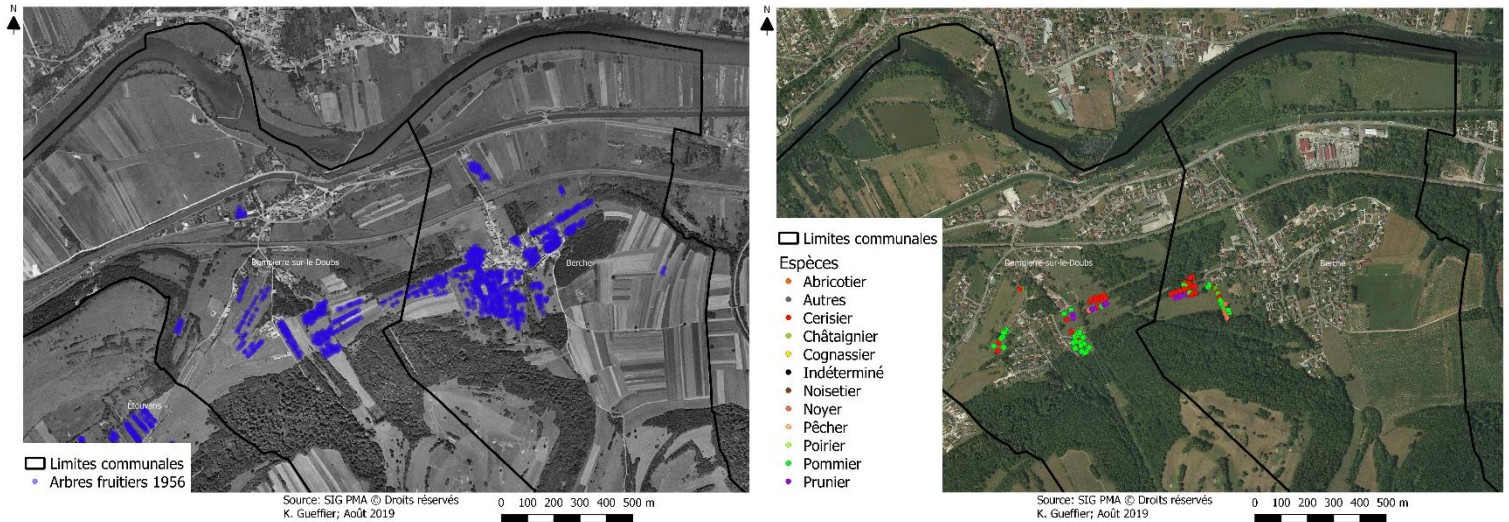 N
Dampierre-sur-le-Doubs
Berche
Étouvans
Limites communales
Arbres fruitiers 1956
Source: SIG PMA © Droits réservés
K. Gueffier; Août 2019
0 100 200 300 400 500 m
N
Limites communales
Espèces
Abricotier
Autres
Cerisier
Châtaignier
Cognassier
Indéterminé
Noisetier
Noyer
Pêcher
Poirier
Pommier
Prunier
Dampierre-sur-le-Doubs
Berche
Source: SIG PMA © Droits réservés
K. Gueffier; Août 2019
0 100 200 300 400 500 m